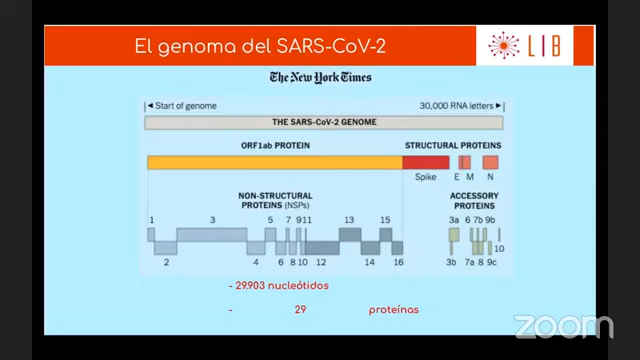 El genoma del SARS-CoV-2
LIB
The New York Times
Start of genome
30,000 RNA letters
THE SARS-CoV-2 GENOME
ORF1ab PROTEIN
STRUCTURAL PROTEINS
Spike E M N
NON-STRUCTURAL
PROTEINS (NSPs)
ACCESSORY
PROTEINS
1 3 5 7 9 11 13 15
2 4 6 8 10 12 14 16
3a 6 7b 9b
10
3b 7a 8 9c
- 29.903 nucleótidos
- 29 proteínas
zoom